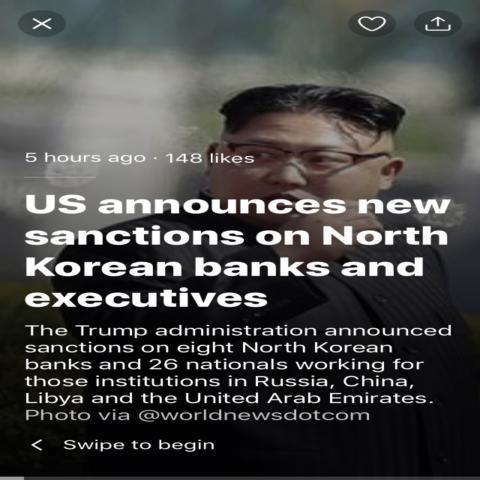 5 hours ago · 148 likes
US announces new
sanctions on North
Korean banks and
executives
The Trump administration announced
sanctions on eight North Korean
banks and 26 nationals working for
those institutions in Russia, China,
Libya and the United Arab Emirates.
Photo via @worldnewsdotcom
Swipe to begin